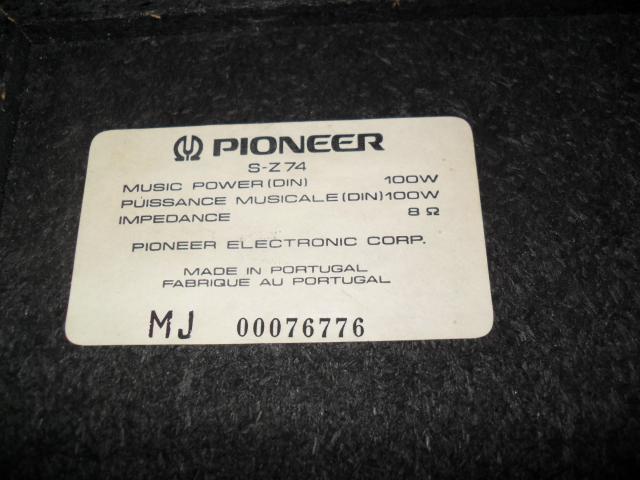 PIONEER
S-Z74
MUSIC POWER (DIN) 100W
PUISSANCE MUSICALE (DIN) 100W
IMPEDANCE 8 Ω
PIONEER ELECTRONIC CORP.
MADE IN PORTUGAL
FABRIQUE AU PORTUGAL
MJ 00076776